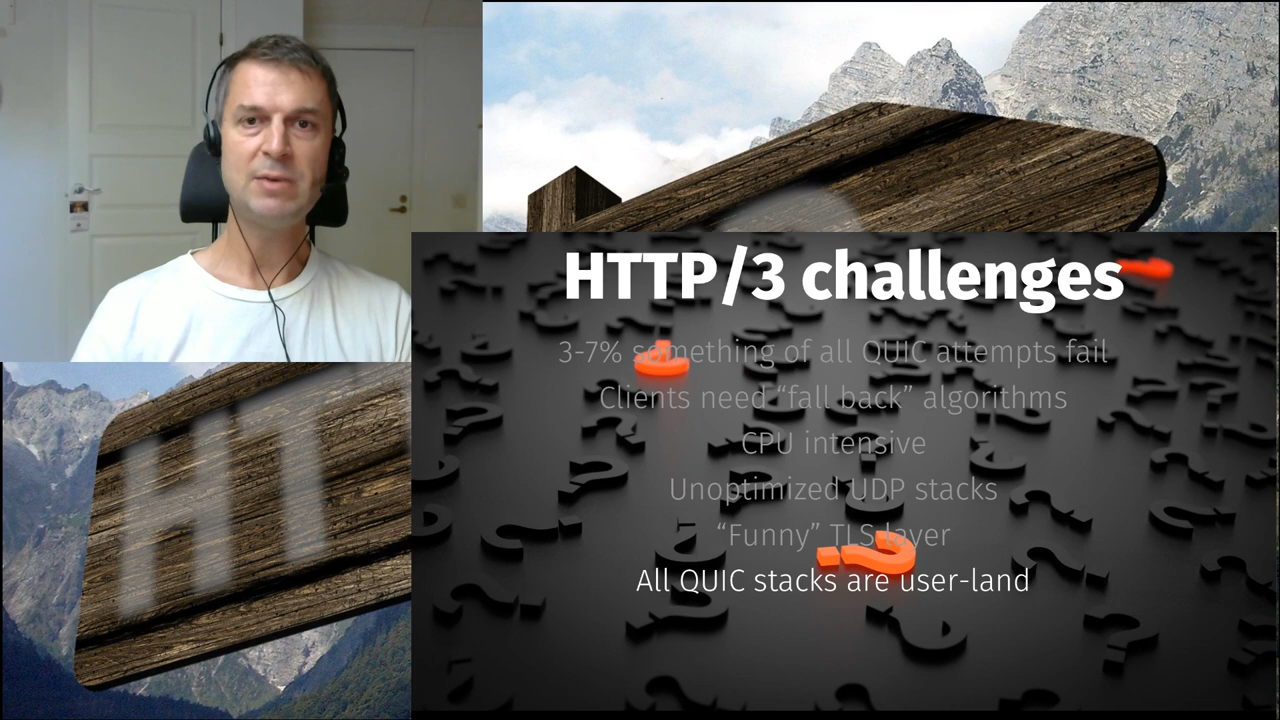 HTTP/3 challenges
3-7% something of all QUIC attempts fail
Clients need “fall back” algorithms
CPU intensive
Unoptimized UDP stacks
“Funny” TLS layer
All QUIC stacks are user-land
HT